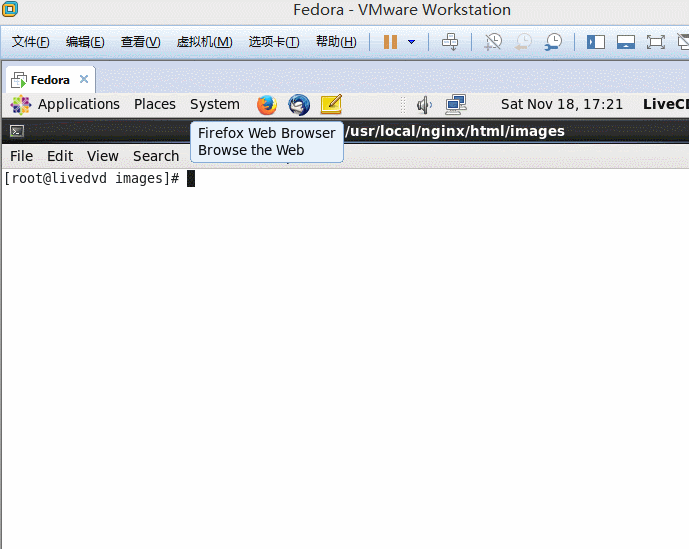 Fedora - VMware Workstation
文件(F) 编辑(E) 查看(V) 虚拟机(M) 选项卡(T) 帮助(H)
Fedora
Applications Places System Sat Nov 18, 17:21 LiveCD
/usr/local/nginx/html/images
Firefox Web Browser
Browse the Web
File Edit View Search
[root@livedvd images]#